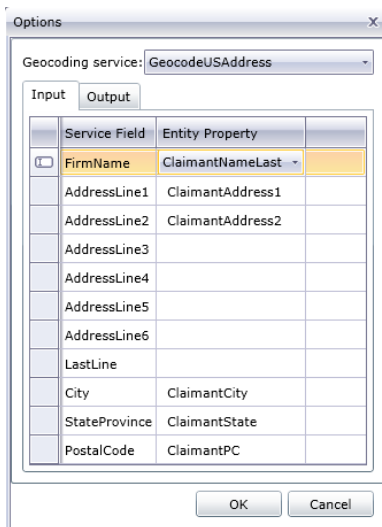 Options x
Geocoding service: GeocodeUSAddress
Input Output
Service Field Entity Property
FirmName ClaimantNameLast
AddressLine1 ClaimantAddress1
AddressLine2 ClaimantAddress2
AddressLine3
AddressLine4
AddressLine5
AddressLine6
LastLine
City ClaimantCity
StateProvince ClaimantState
PostalCode ClaimantPC
OK Cancel